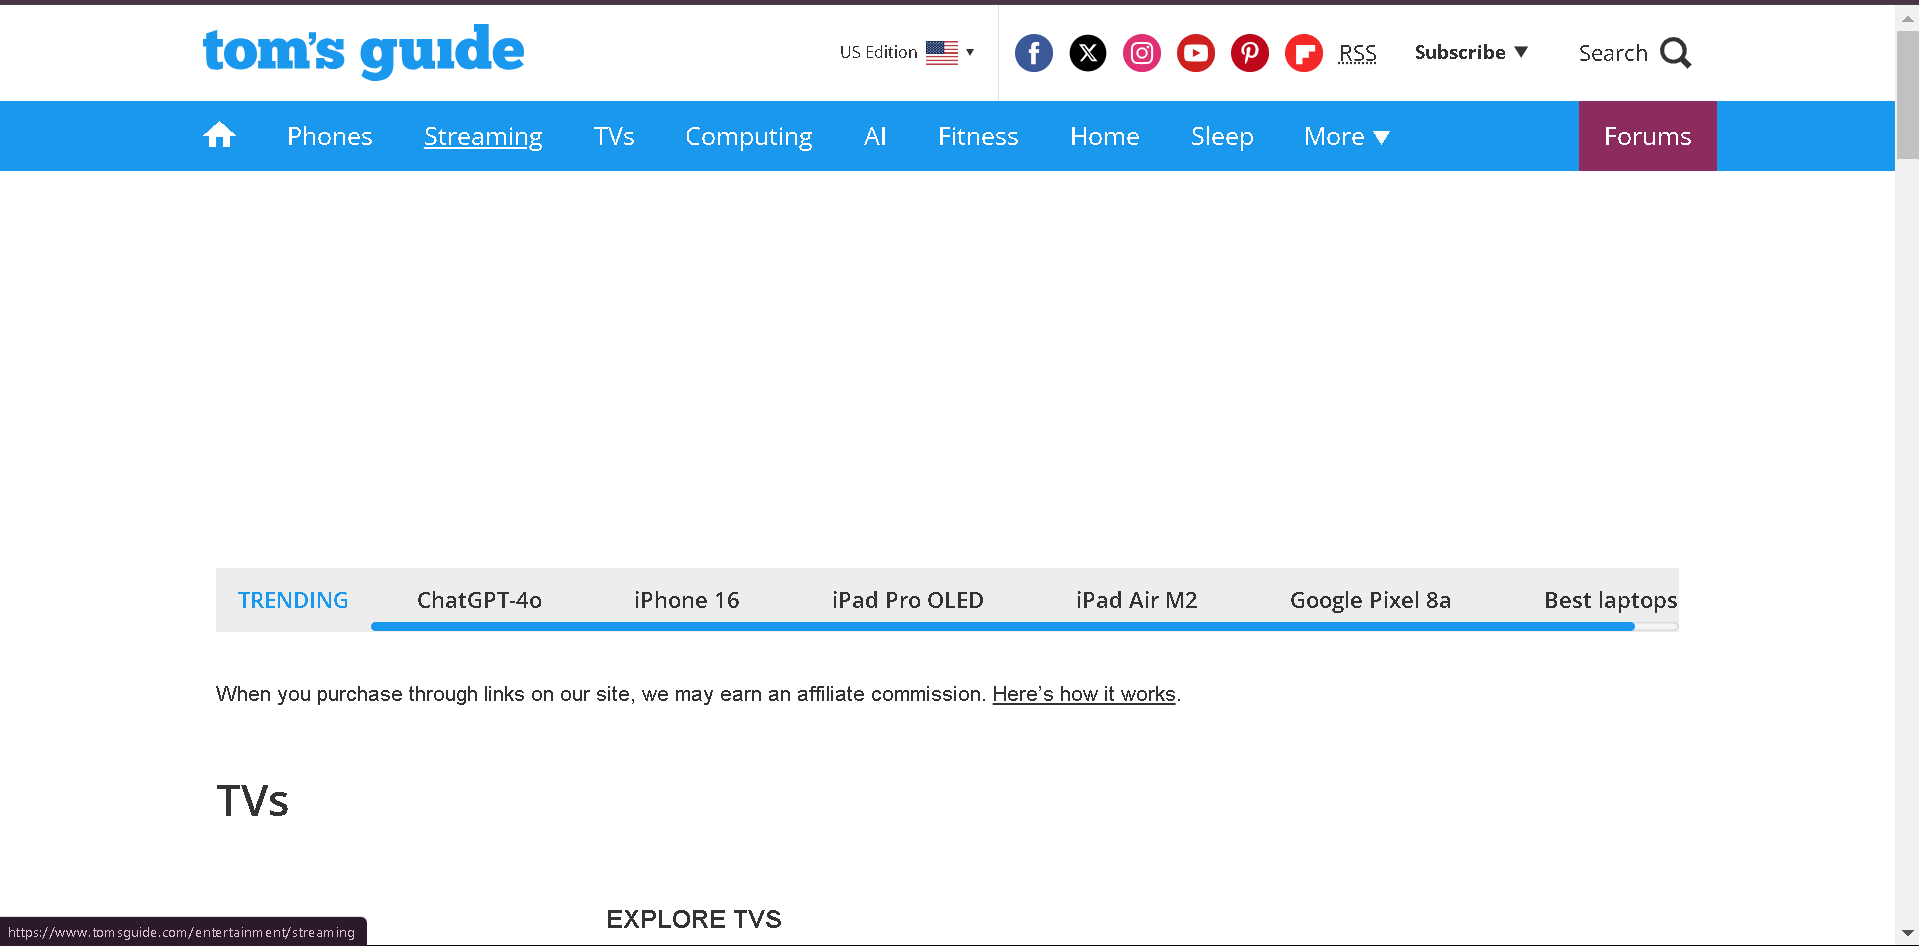 tom's guide
US Edition
RSS
Subscribe
Search
Phones Streaming TVs Computing AI Fitness Home Sleep More Forums
TRENDING ChatGPT-4o iPhone 16 iPad Pro OLED iPad Air M2 Google Pixel 8a Best laptops
When you purchase through links on our site, we may earn an affiliate commission. Here’s how it works.
TVs
EXPLORE TVS
https://www.tomsguide.com/entertainment/streaming